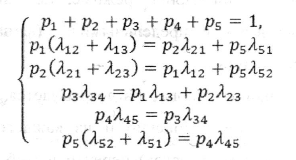 p₁ + p₂ + p₃ + p₄ + p₅ = 1,
p₁(λ₁₂ + λ₁₃) = p₂λ₂₁ + p₅λ₅₁
p₂(λ₂₁ + λ₂₃) = p₁λ₁₂ + p₅λ₅₂
p₃λ₃₄ = p₁λ₁₃ + p₂λ₂₃
p₄λ₄₅ = p₃λ₃₄
p₅(λ₅₂ + λ₅₁) = p₄λ₄₅